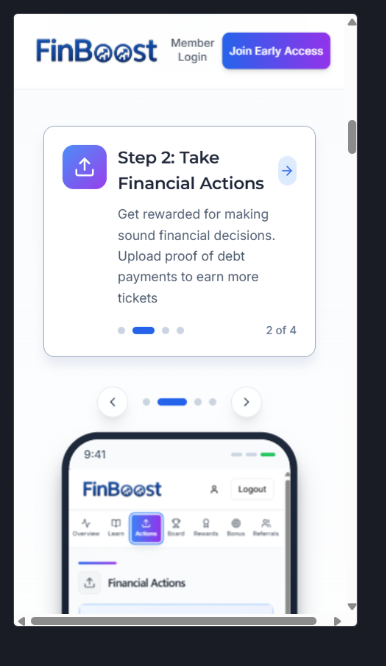 FinBoost
Member
Login
Join Early Access
Step 2: Take
Financial Actions
Get rewarded for making
sound financial decisions.
Upload proof of debt
payments to earn more
tickets
2 of 4
9:41
FinBoost
Logout
Overview Learn Actions Board Rewards Bonus Referrals
Financial Actions